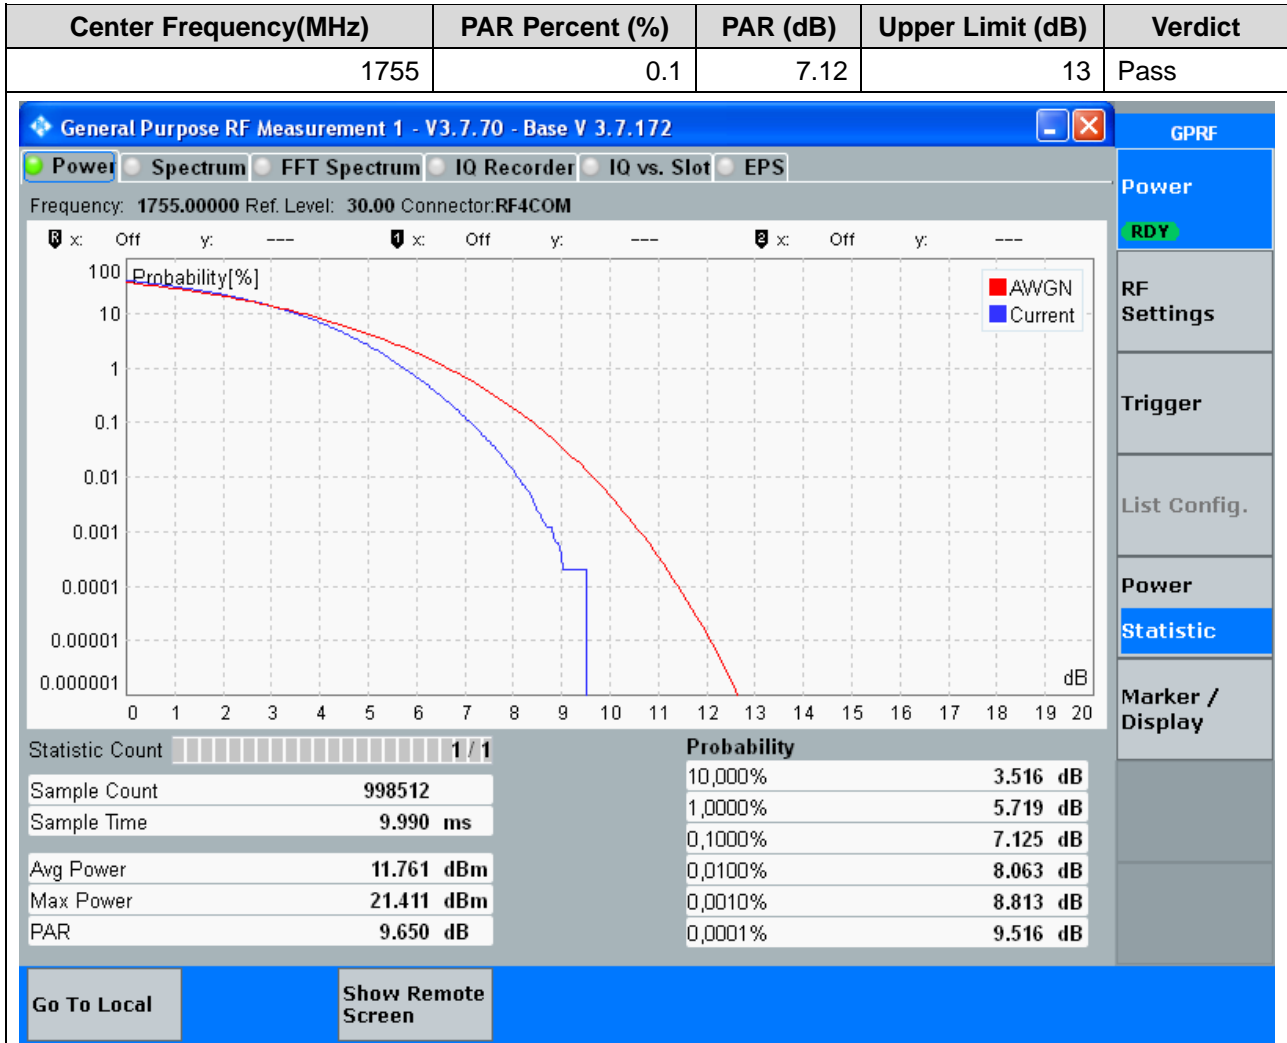 Center Frequency(MHz) PAR Percent (%) PAR (dB) Upper Limit (dB) Verdict
1755 0.1 7.12 13 Pass
General Purpose RF Measurement 1 - V3.7.70 - Base V 3.7.172
GPRF
Power Spectrum FFT Spectrum IQ Recorder IQ vs. Slot EPS
Frequency: 1755.00000 Ref. Level: 30.00 Connector:RF4COM
R x: Off y: --- 1 x: Off y: --- 2 x: Off y: ---
Probability[%]
AWGN
Current
100
10
1
0.1
0.01
0.001
0.0001
0.00001
0.000001
dB
0 1 2 3 4 5 6 7 8 9 10 11 12 13 14 15 16 17 18 19 20
Statistic Count 1 / 1
Sample Count 998512
Sample Time 9.990 ms
Avg Power 11.761 dBm
Max Power 21.411 dBm
PAR 9.650 dB
Probability
10,000% 3.516 dB
1,0000% 5.719 dB
0,1000% 7.125 dB
0,0100% 8.063 dB
0,0010% 8.813 dB
0,0001% 9.516 dB
Power
RDY
RF
Settings
Trigger
List Config.
Power
Statistic
Marker /
Display
Go To Local
Show Remote
Screen